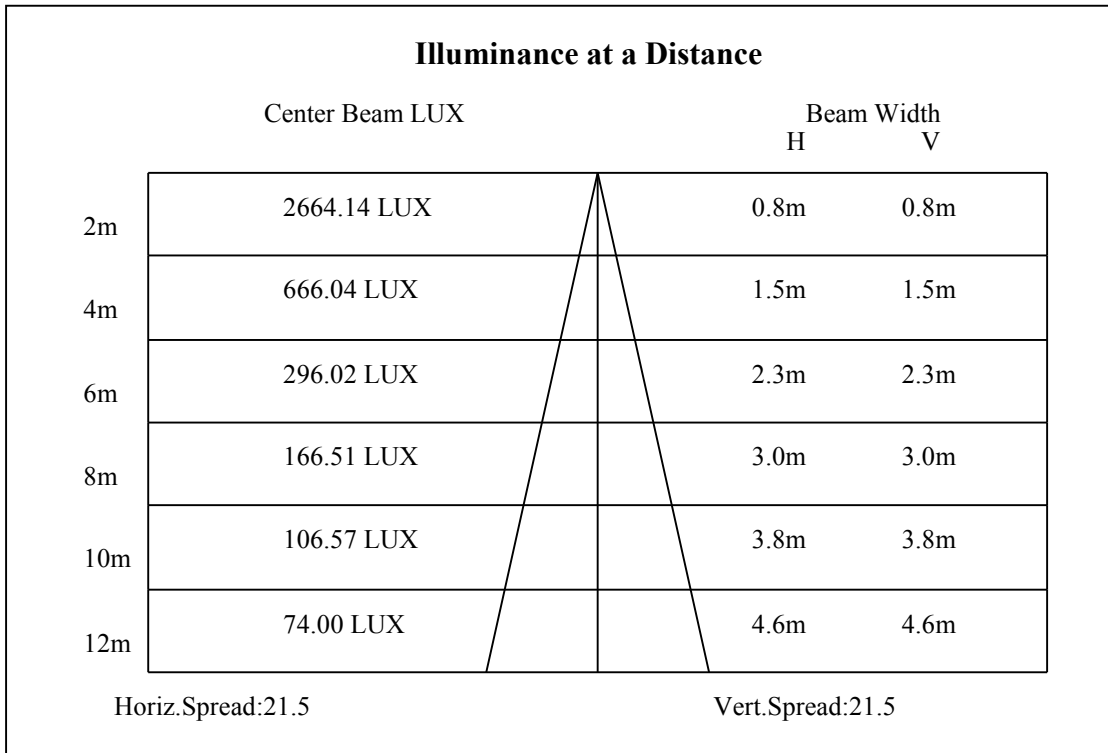 Illuminance at a Distance
Center Beam LUX Beam Width
H V
2m 2664.14 LUX 0.8m 0.8m
4m 666.04 LUX 1.5m 1.5m
6m 296.02 LUX 2.3m 2.3m
8m 166.51 LUX 3.0m 3.0m
10m 106.57 LUX 3.8m 3.8m
12m 74.00 LUX 4.6m 4.6m
Horiz.Spread:21.5 Vert.Spread:21.5